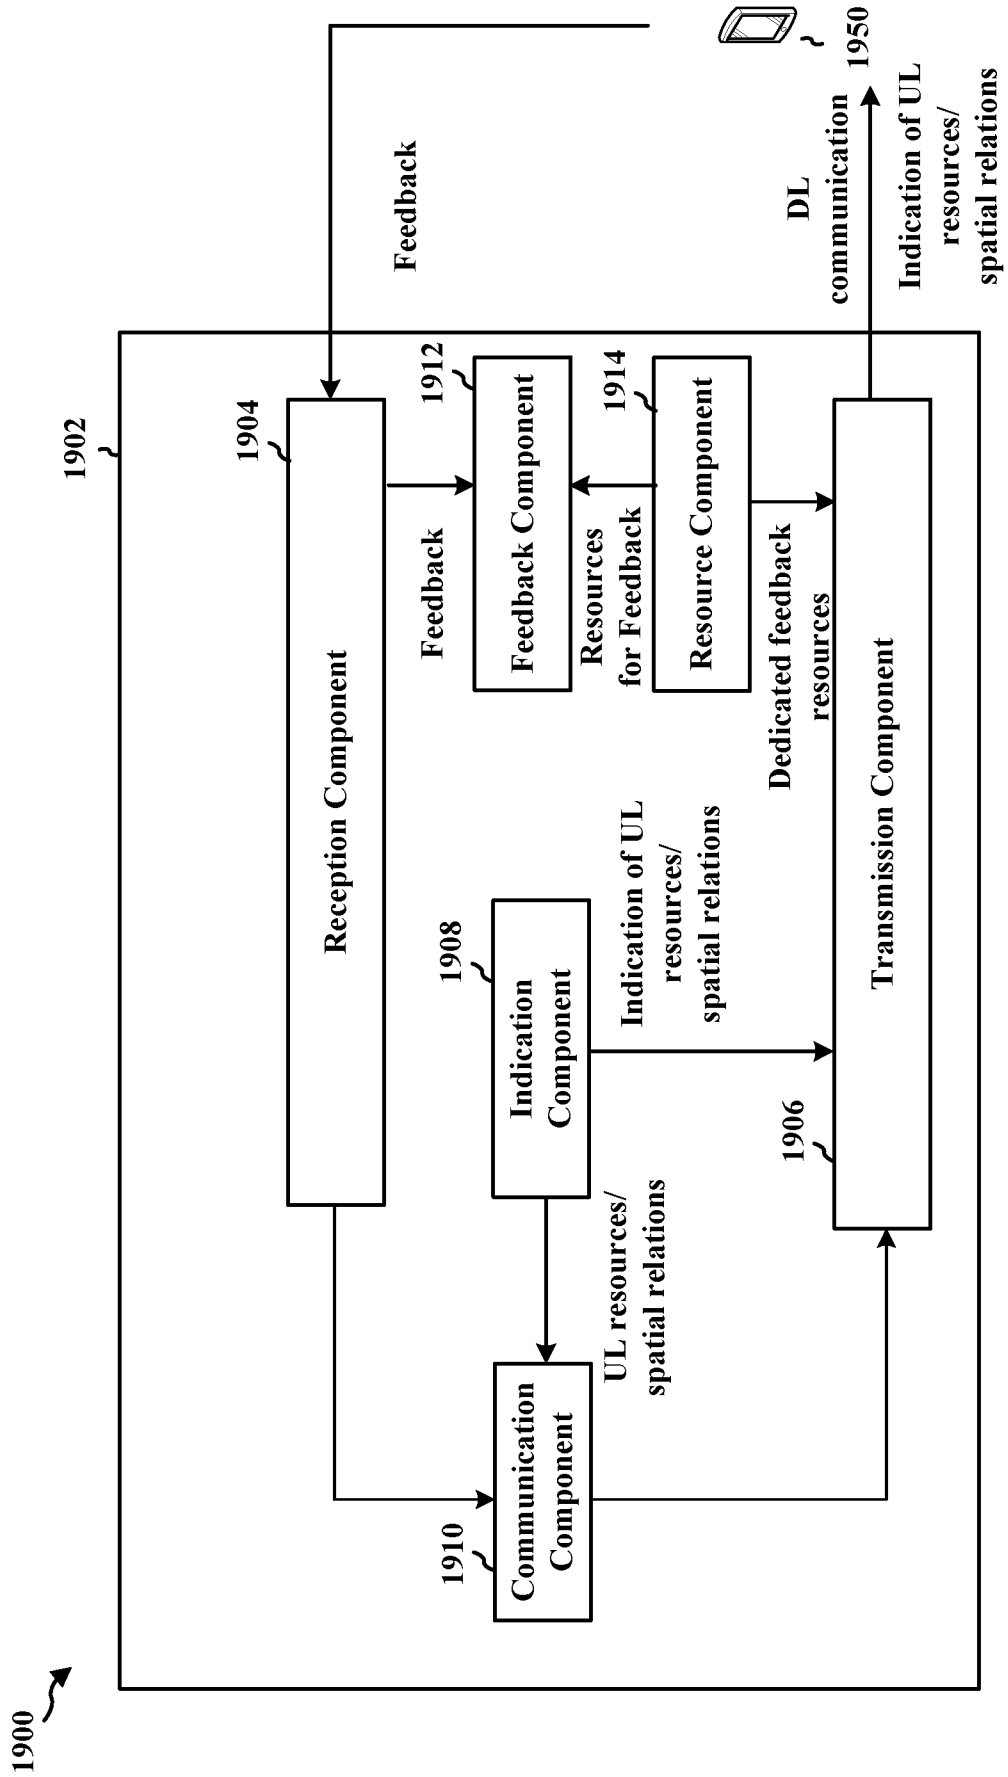 1900
1902
1904
Reception Component
Feedback
1950
Feedback
1912
Feedback Component
Resources
for Feedback
1914
Resource Component
Dedicated feedback
resources
1908
Indication
Component
Indication of UL
resources/
spatial relations
UL resources/
spatial relations
1910
Communication
Component
1906
Transmission Component
DL
communication
Indication of UL
resources/
spatial relations